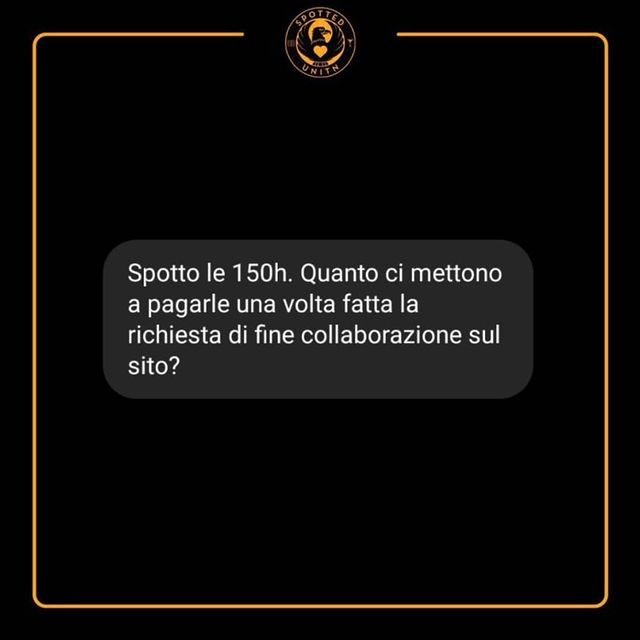 SPOTTED
UNITN
Spotto le 150h. Quanto ci mettono
a pagarle una volta fatta la
richiesta di fine collaborazione sul
sito?